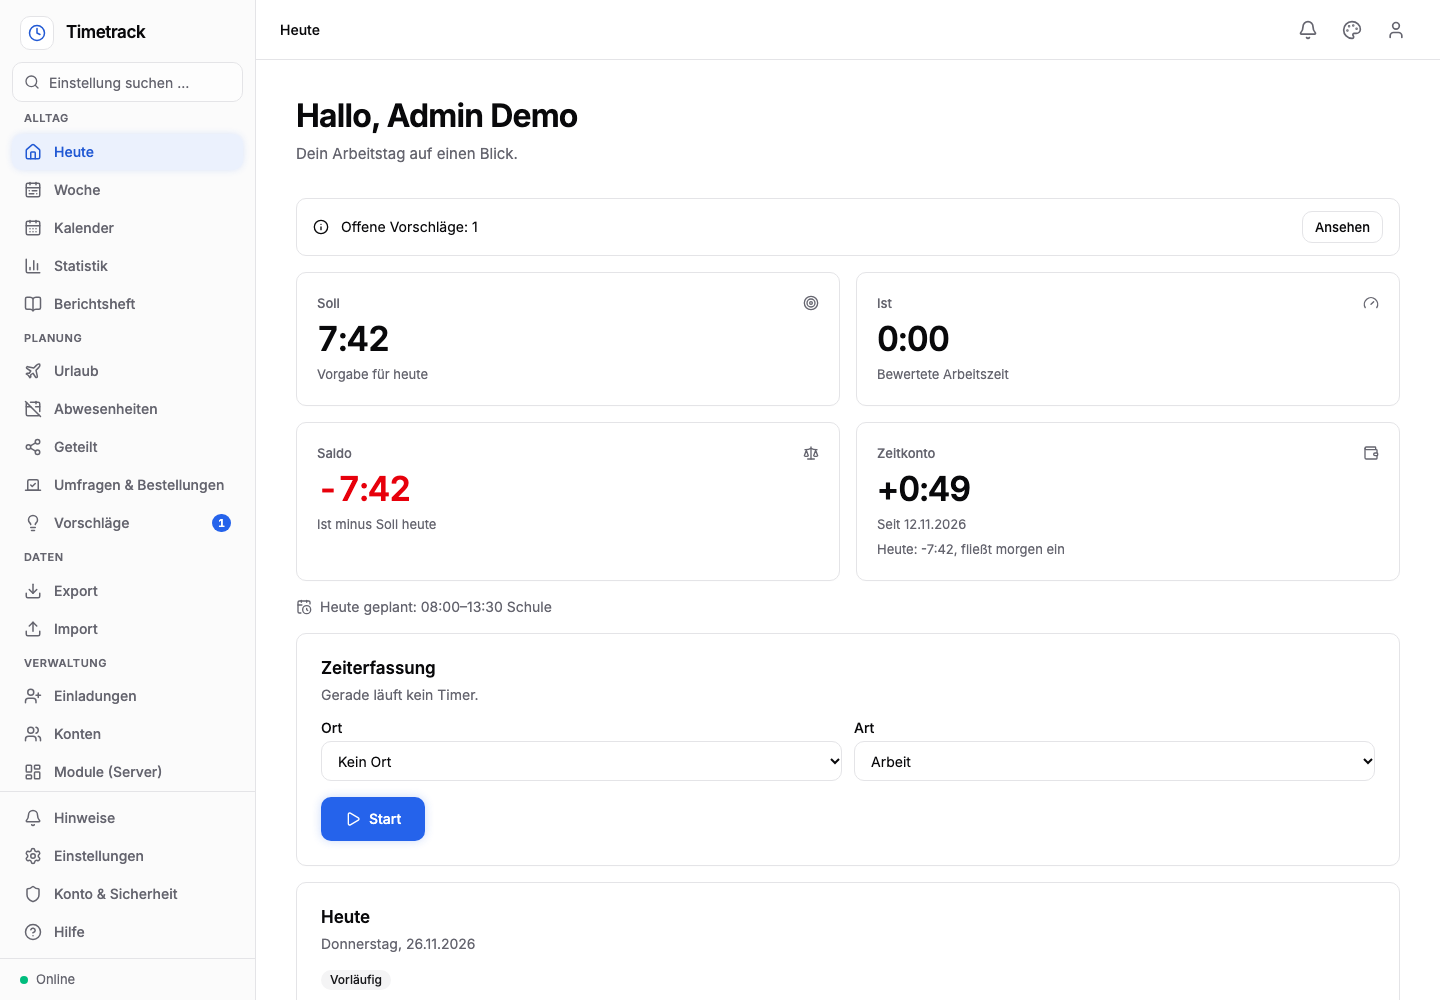 Timetrack
Einstellung suchen ...
ALLTAG
Heute
Woche
Kalender
Statistik
Berichtsheft
PLANUNG
Urlaub
Abwesenheiten
Geteilt
Umfragen & Bestellungen
Vorschläge
1
DATEN
Export
Import
VERWALTUNG
Einladungen
Konten
Module (Server)
Hinweise
Einstellungen
Konto & Sicherheit
Hilfe
Online
Heute
Hallo, Admin Demo
Dein Arbeitstag auf einen Blick.
Offene Vorschläge: 1
Ansehen
Soll
7:42
Vorgabe für heute
Ist
0:00
Bewertete Arbeitszeit
Saldo
-7:42
Ist minus Soll heute
Zeitkonto
+0:49
Seit 12.11.2026
Heute: -7:42, fließt morgen ein
Heute geplant: 08:00–13:30 Schule
Zeiterfassung
Gerade läuft kein Timer.
Ort
Kein Ort
Art
Arbeit
Start
Heute
Donnerstag, 26.11.2026
Vorläufig